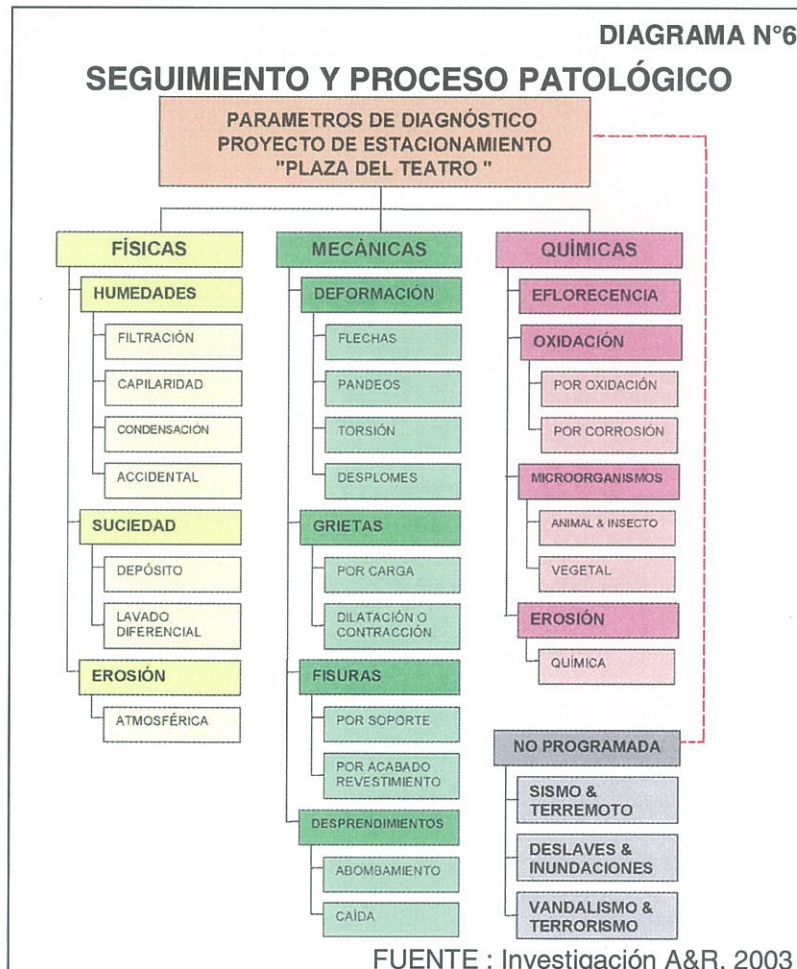 DIAGRAMA N°6
SEGUIMIENTO Y PROCESO PATOLÓGICO
PARAMETROS DE DIAGNÓSTICO
PROYECTO DE ESTACIONAMIENTO
"PLAZA DEL TEATRO "
FÍSICAS
HUMEDADES
FILTRACIÓN
CAPILARIDAD
CONDENSACIÓN
ACCIDENTAL
SUCIEDAD
DEPÓSITO
LAVADO
DIFERENCIAL
EROSIÓN
ATMOSFÉRICA
MECÀNICAS
DEFORMACIÓN
FLECHAS
PANDEOS
TORSIÓN
DESPLOMES
GRIETAS
POR CARGA
DILATACIÓN O
CONTRACCIÓN
FISURAS
POR SOPORTE
POR ACABADO
REVESTIMIENTO
DESPRENDIMIENTOS
ABOMBAMIENTO
CAÍDA
QUÍMICAS
EFLORECENCIA
OXIDACIÓN
POR OXIDACIÓN
POR CORROSIÓN
MICROORGANISMOS
ANIMAL & INSECTO
VEGETAL
EROSIÓN
QUÍMICA
NO PROGRAMADA
SISMO &
TERREMOTO
DESLAVES &
INUNDACIONES
VANDALISMO &
TERRORISMO
FUENTE : Investigación A&R. 2003